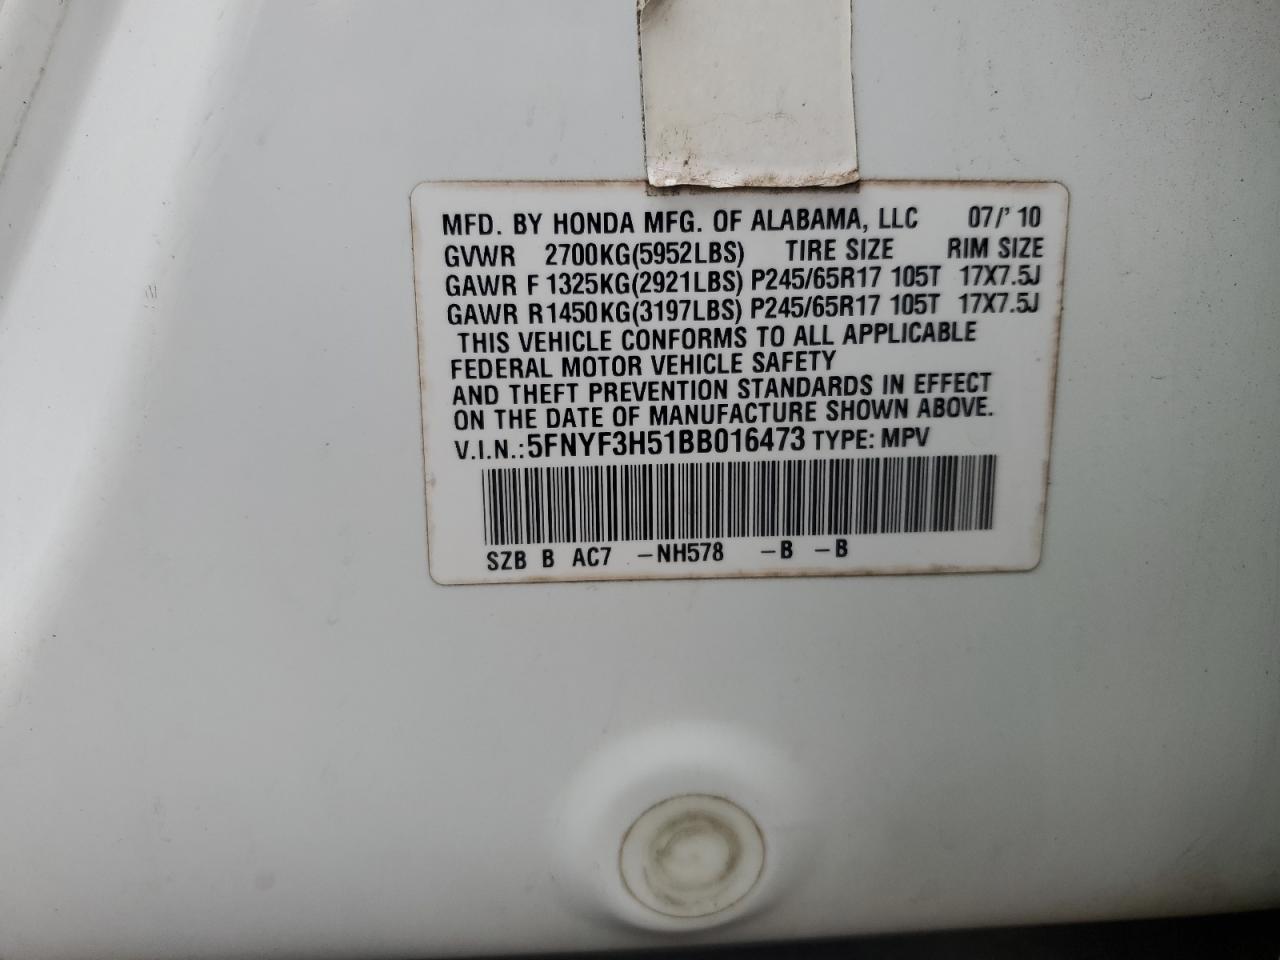 MFD. BY HONDA MFG. OF ALABAMA, LLC 07/'10
GVWR 2700KG(5952LBS) TIRE SIZE RIM SIZE
GAWR F 1325KG(2921LBS) P245/65R17 105T 17X7.5J
GAWR R1450KG(3197LBS) P245/65R17 105T 17X7.5J
THIS VEHICLE CONFORMS TO ALL APPLICABLE
FEDERAL MOTOR VEHICLE SAFETY
AND THEFT PREVENTION STANDARDS IN EFFECT
ON THE DATE OF MANUFACTURE SHOWN ABOVE.
V.I.N.:5FNYF3H51BB016473 TYPE: MPV
SZB B AC7 -NH578 -B -B